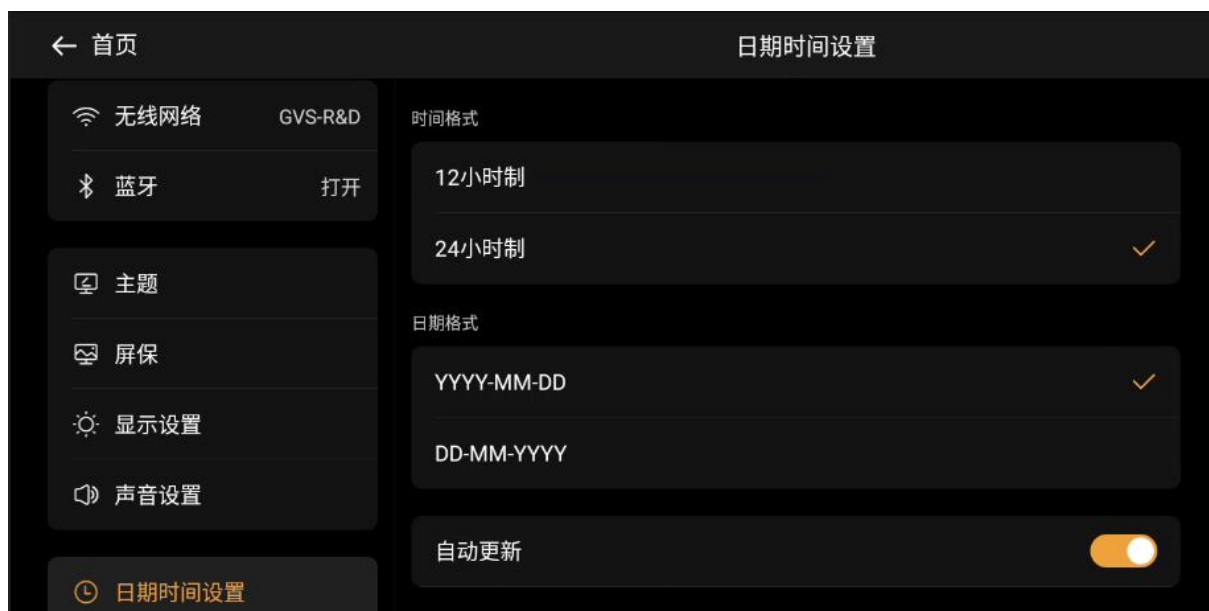 首页
日期时间设置
无线网络 GVS-R&D
蓝牙 打开
主题
屏保
显示设置
声音设置
日期时间设置
时间格式
12小时制
24小时制
日期格式
YYYY-MM-DD
DD-MM-YYYY
自动更新